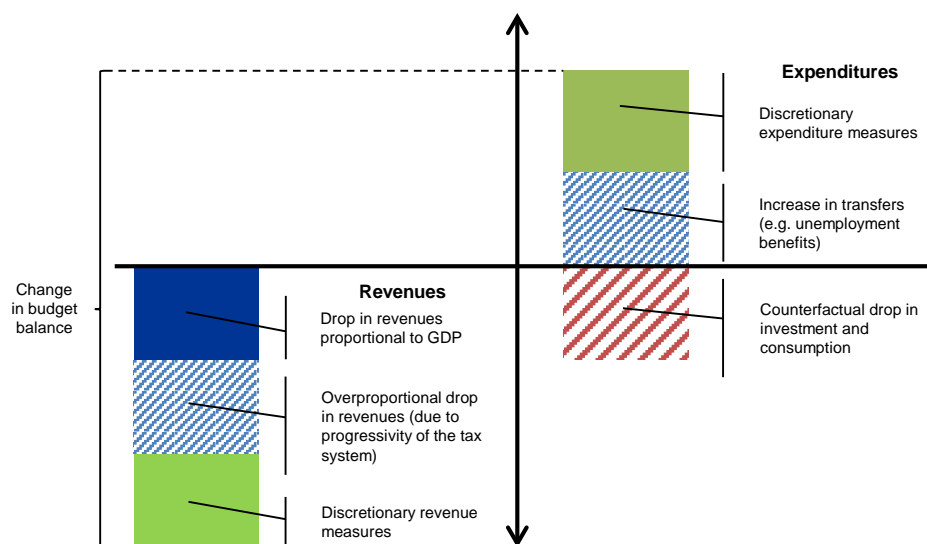 Expenditures
Discretionary
expenditure measures
Increase in transfers
(e.g. unemployment
benefits)
Counterfactual drop in
investment and
consumption
Change
in budget
balance
Revenues
Drop in revenues
proportional to GDP
Overproportional drop
in revenues (due to
progressivity of the tax
system)
Discretionary revenue
measures